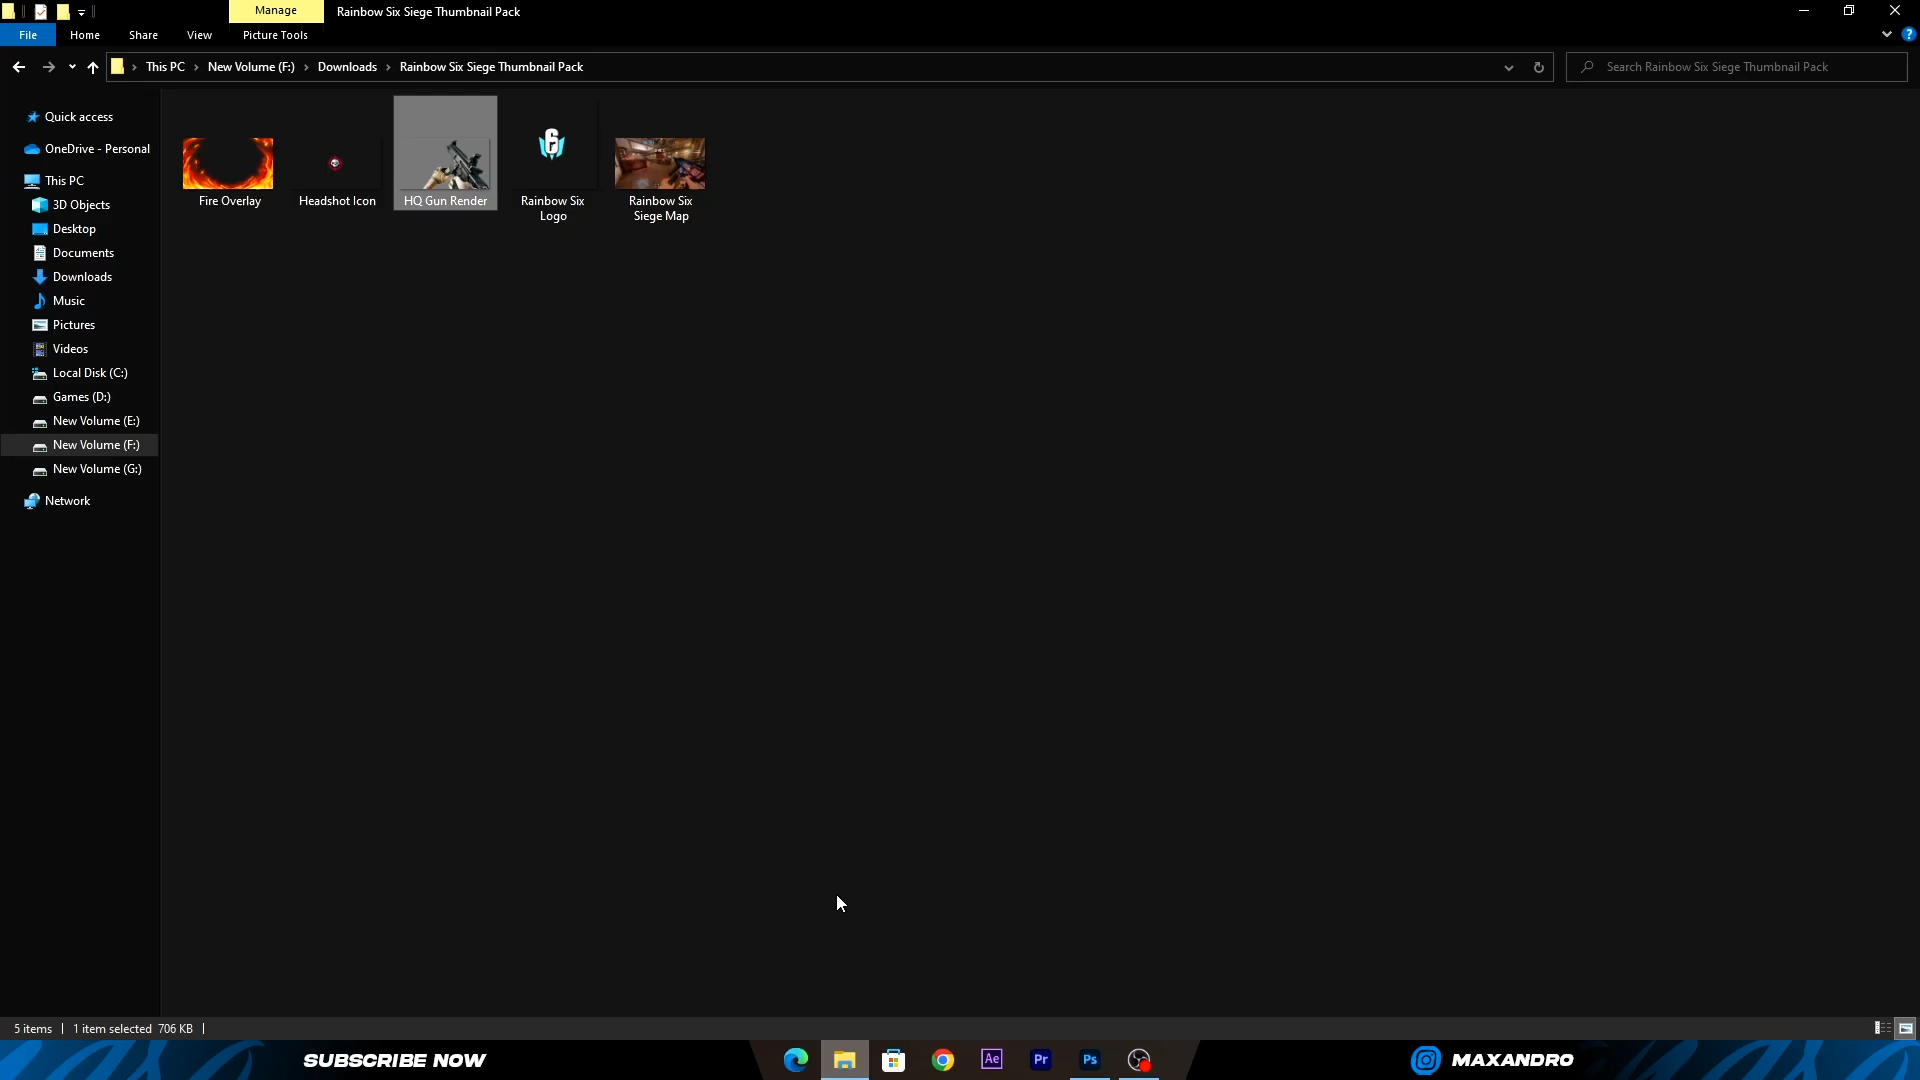 Manage
Rainbow Six Siege Thumbnail Pack
File
Home
Share
View
Picture Tools
This PC
New Volume (F:)
Downloads
Rainbow Six Siege Thumbnail Pack
Search Rainbow Six Siege Thumbnail Pack
Quick access
OneDrive - Personal
This PC
3D Objects
Desktop
Documents
Downloads
Music
Pictures
Videos
Local Disk (C:)
Games (D:)
New Volume (E:)
New Volume (F:)
New Volume (G:)
Network
Fire Overlay
Headshot Icon
HQ Gun Render
Rainbow Six
Logo
Rainbow Six
Siege Map
5 items
1 item selected 706 KB
SUBSCRIBE NOW
Ae
Pr
Ps
MAXANDRO